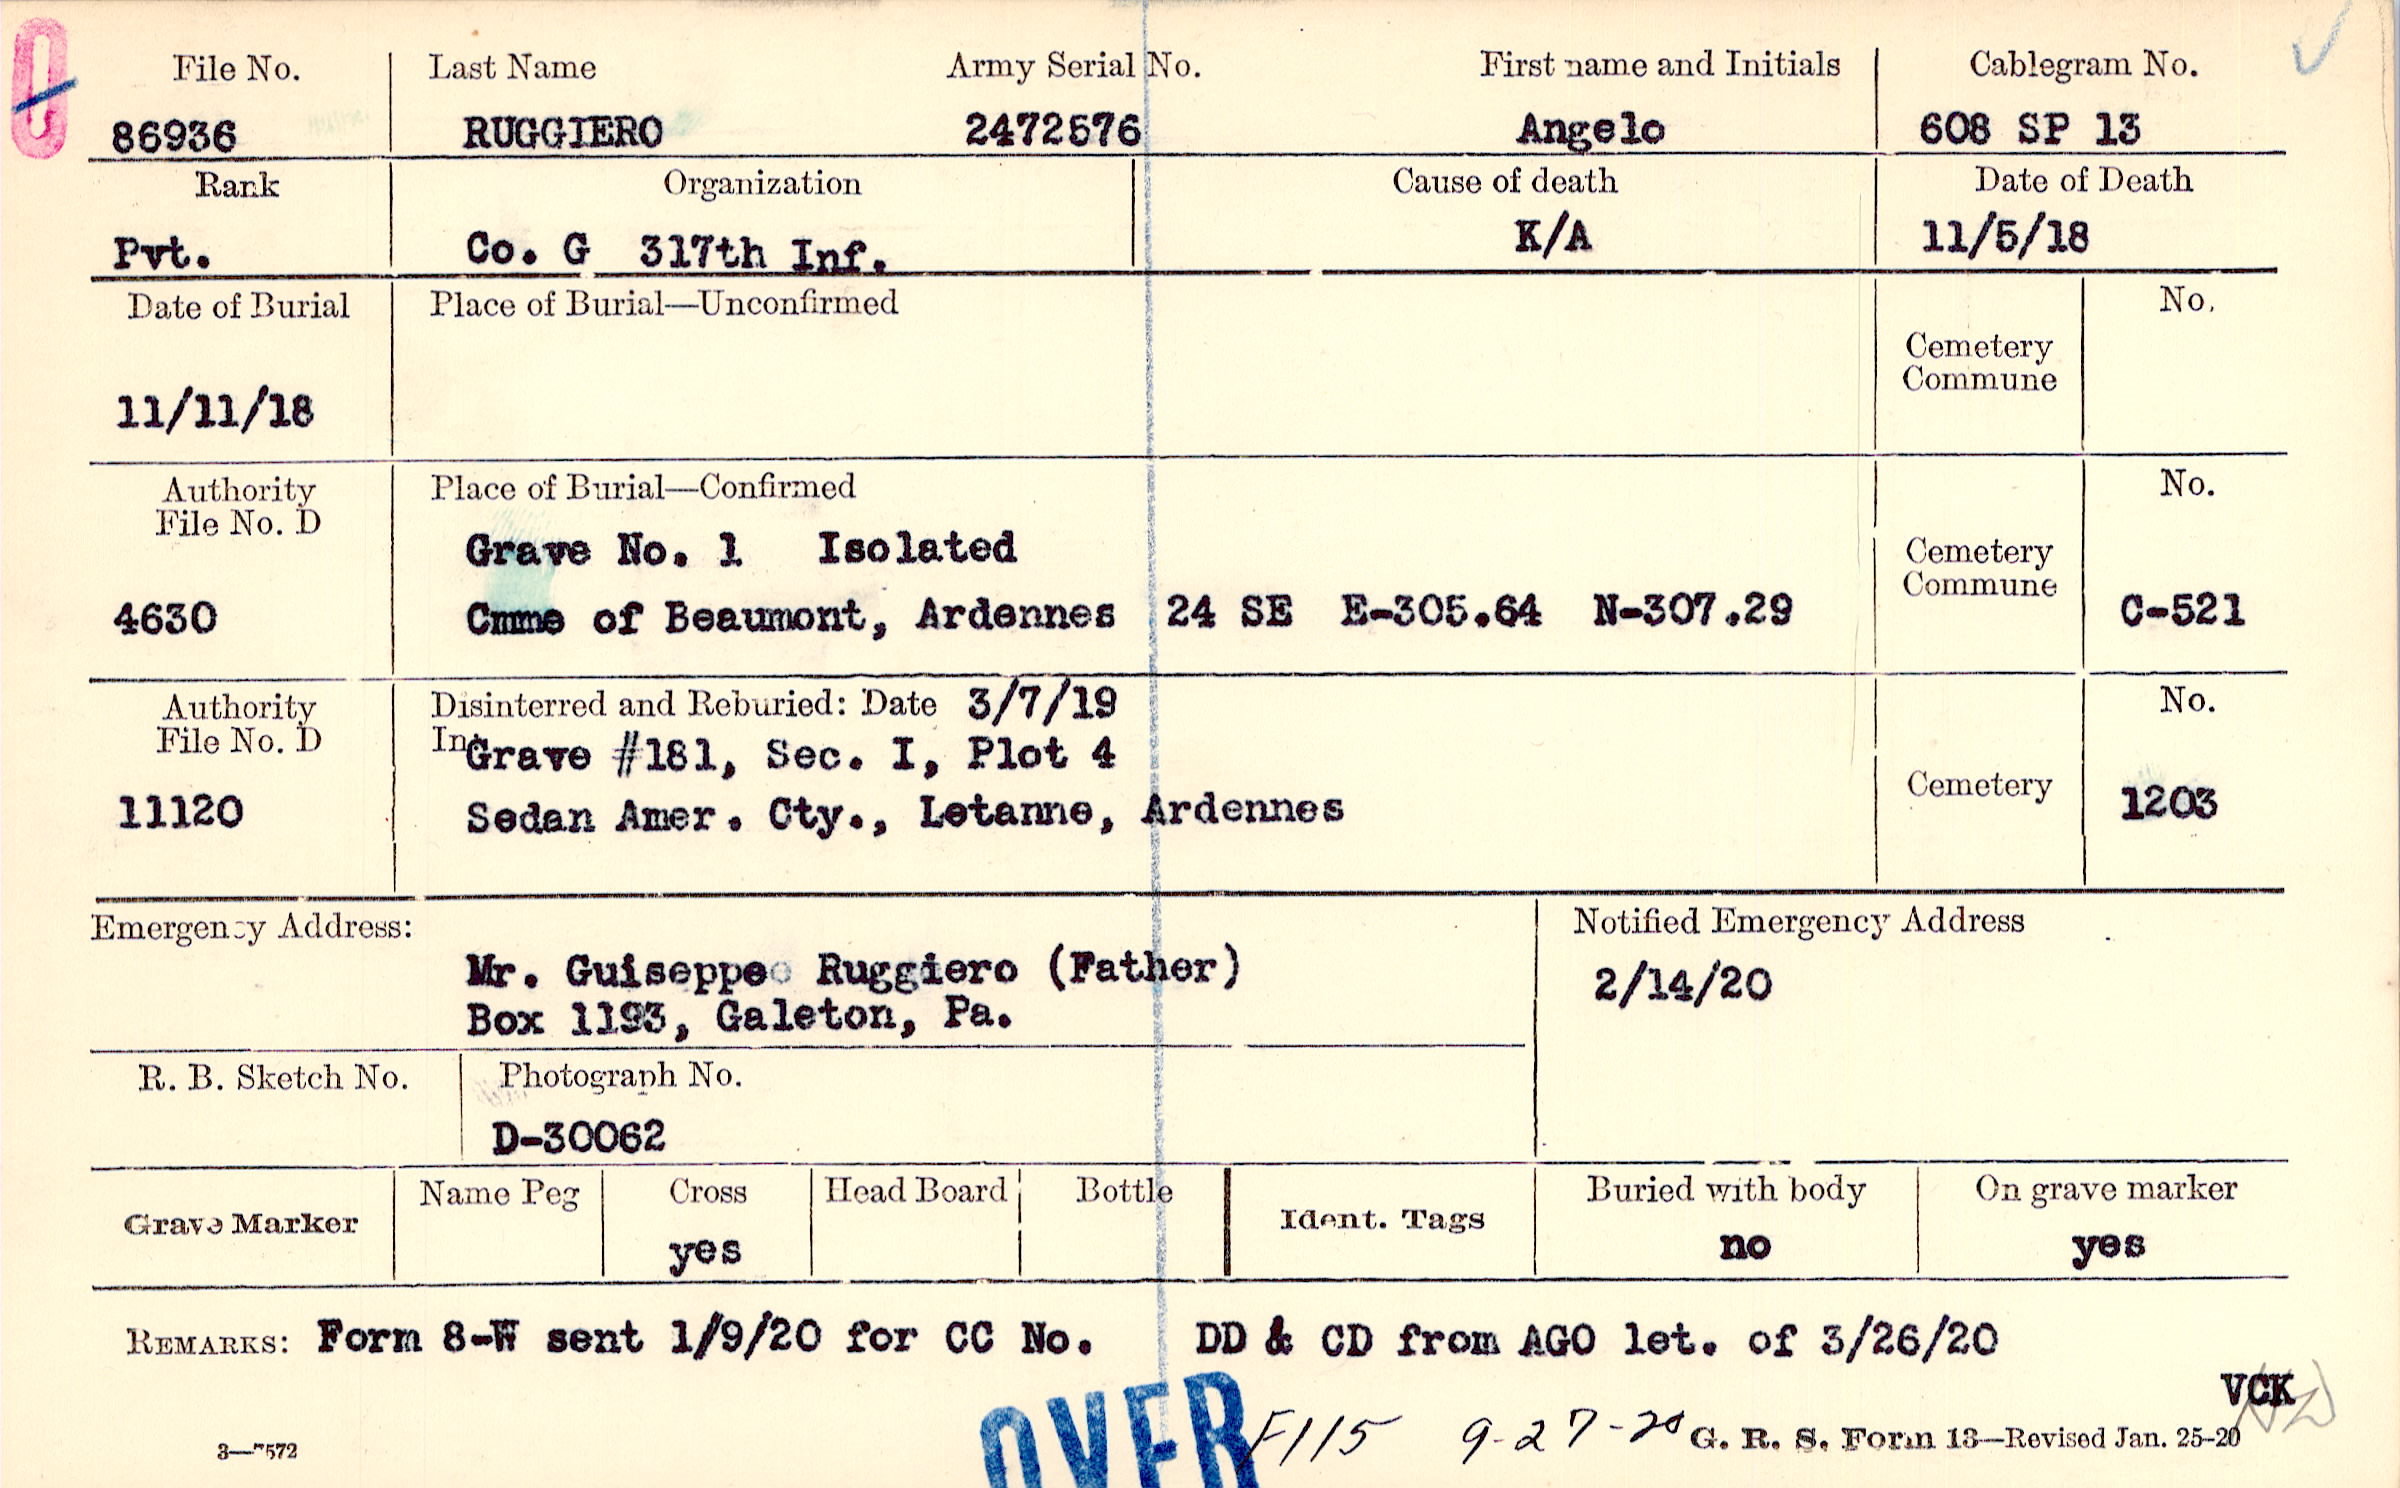 File No. Last Name Army Serial No. First name and Initials Cablegram No.
86936 RUGGIERO 2472576 Angelo 608 SP 13
Rank Organization Cause of death Date of Death
Pvt. Co. G 317th Inf. K/A 11/5/18
Date of Burial Place of Burial—Unconfirmed No.
Cemetery
Commune
11/11/18
Authority Place of Burial—Confirmed No.
File No. D
Grave No. 1 Isolated Cemetery
Commune
4630 Cmme of Beaumont, Ardennes 24 SE E-305.64 N-307.29 C-521
Authority Disinterred and Reburied: Date 3/7/19 No.
File No. D In Grave #181, Sec. I, Plot 4
Cemetery
11120 Sedan Amer. Cty., Letanne, Ardennes 1203
Emergency Address: Notified Emergency Address
Mr. Guiseppe Ruggiero (Father) 2/14/20
Box 1193, Galeton, Pa.
R. B. Sketch No. Photograph No.
D-30062
Grave Marker Name Peg Cross Head Board Bottle Ident. Tags Buried with body On grave marker
yes no yes
REMARKS: Form 8-W sent 1/9/20 for CC No. DD & CD from AGO let. of 3/26/20
VCK
OVER F115 9-27-20 G. R. S. Form 13—Revised Jan. 25-20
3—7572